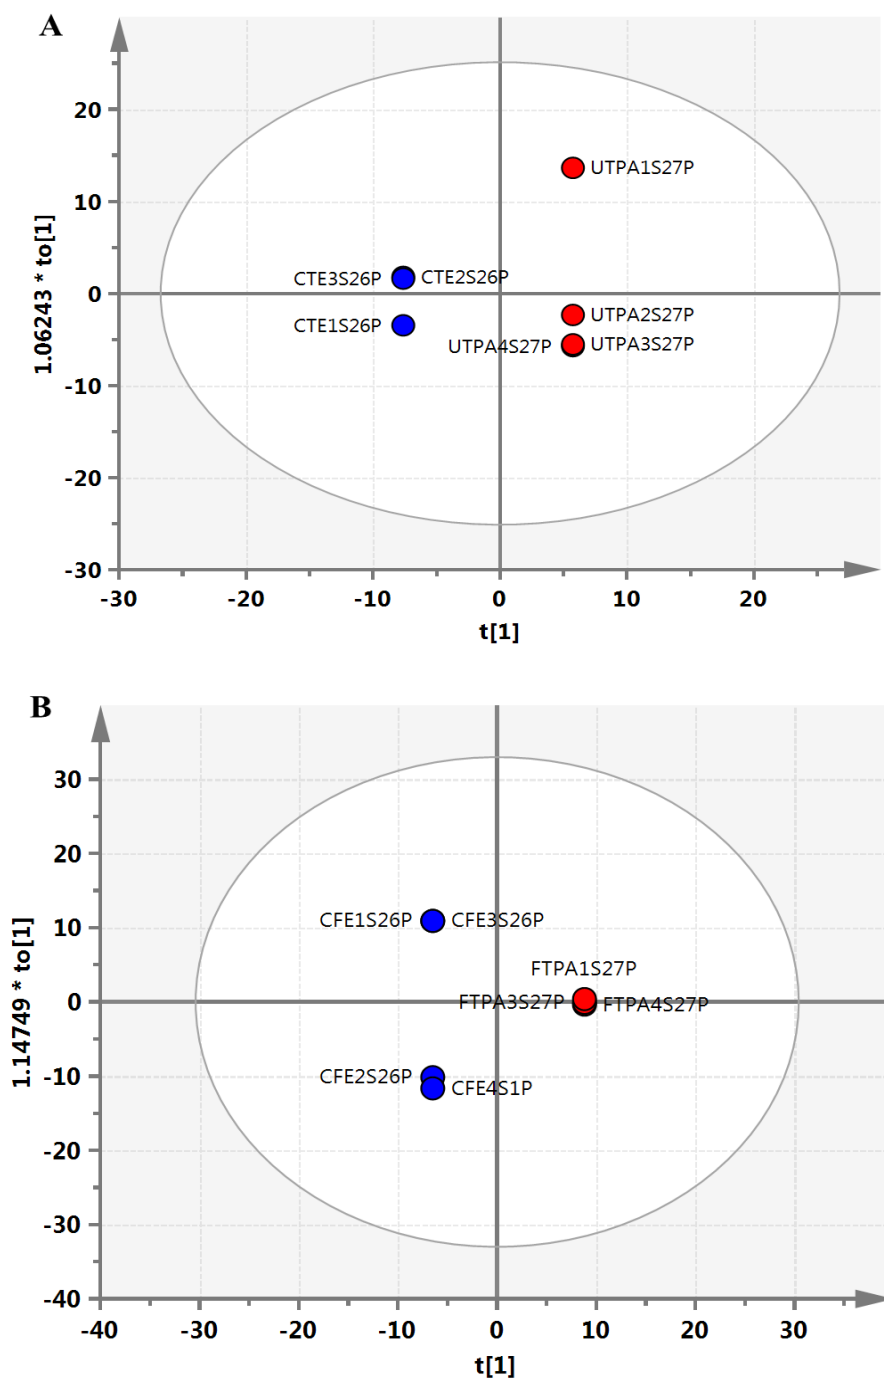 A
20
10
0
-10
-20
-30
1.06243 * to[1]
UTPA1S27P
CTE3S26P CTE2S26P
CTE1S26P
UTPA2S27P
UTPA4S27P UTPA3S27P
-30 -20 -10 0 10 20
t[1]
B
30
20
10
0
-10
-20
-30
-40
1.14749 * to[1]
CFE1S26P CFE3S26P
FTPA1S27P
FTPA3S27P FTPA4S27P
CFE2S26P
CFE4S1P
-40 -30 -20 -10 0 10 20 30
t[1]